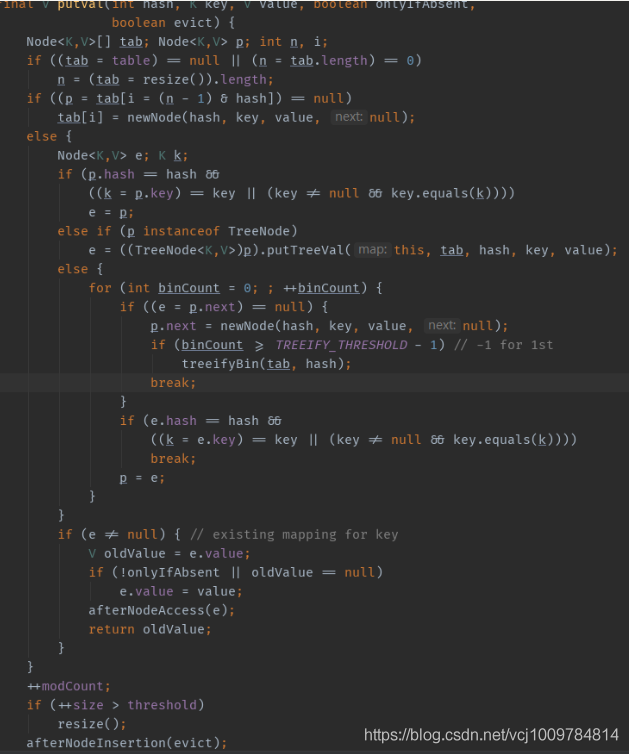 final V putVal(int hash, K key, V value, boolean onlyIfAbsent,
boolean evict) {
Node<K,V>[] tab; Node<K,V> p; int n, i;
if ((tab = table) == null || (n = tab.length) == 0)
n = (tab = resize()).length;
if ((p = tab[i = (n - 1) & hash]) == null)
tab[i] = newNode(hash, key, value, next: null);
else {
Node<K,V> e; K k;
if (p.hash == hash &&
((k = p.key) == key || (key != null && key.equals(k))))
e = p;
else if (p instanceof TreeNode)
e = ((TreeNode<K,V>)p).putTreeVal( map: this, tab, hash, key, value);
else {
for (int binCount = 0; ; ++binCount) {
if ((e = p.next) == null) {
p.next = newNode(hash, key, value, next: null);
if (binCount >= TREEIFY_THRESHOLD - 1) // -1 for 1st
treeifyBin(tab, hash);
break;
}
if (e.hash == hash &&
((k = e.key) == key || (key != null && key.equals(k))))
break;
p = e;
}
}
if (e != null) { // existing mapping for key
V oldValue = e.value;
if (!onlyIfAbsent || oldValue == null)
e.value = value;
afterNodeAccess(e);
return oldValue;
}
}
++modCount;
if (++size > threshold)
resize();
afterNodeInsertion(evict);
https://blog.csdn.net/vcj1009784814